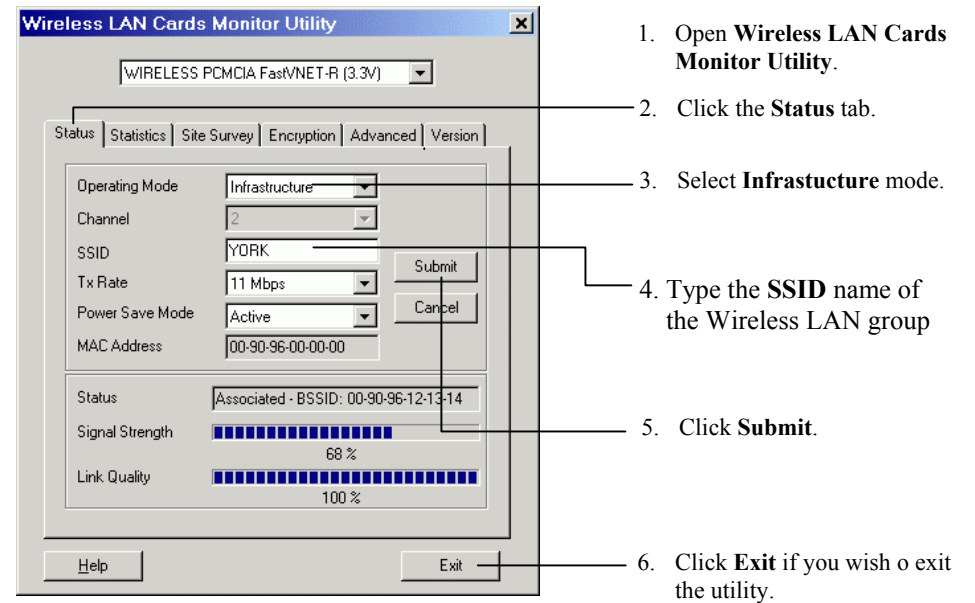 Wireless LAN Cards Monitor Utility
WIRELESS PCMCIA FastVNET-R (3.3V)
Status Statistics Site Survey Encryption Advanced Version
Operating Mode Infrastructure
Channel 2
SSID YORK
Tx Rate 11 Mbps
Power Save Mode Active
MAC Address 00-90-96-00-00-00
Submit
Cancel
Status Associated - BSSID: 00-90-96-12-13-14
Signal Strength
68 %
Link Quality
100 %
Help Exit
1. Open Wireless LAN Cards
Monitor Utility.
2. Click the Status tab.
3. Select Infrastucture mode.
4. Type the SSID name of
the Wireless LAN group
5. Click Submit.
6. Click Exit if you wish o exit
the utility.